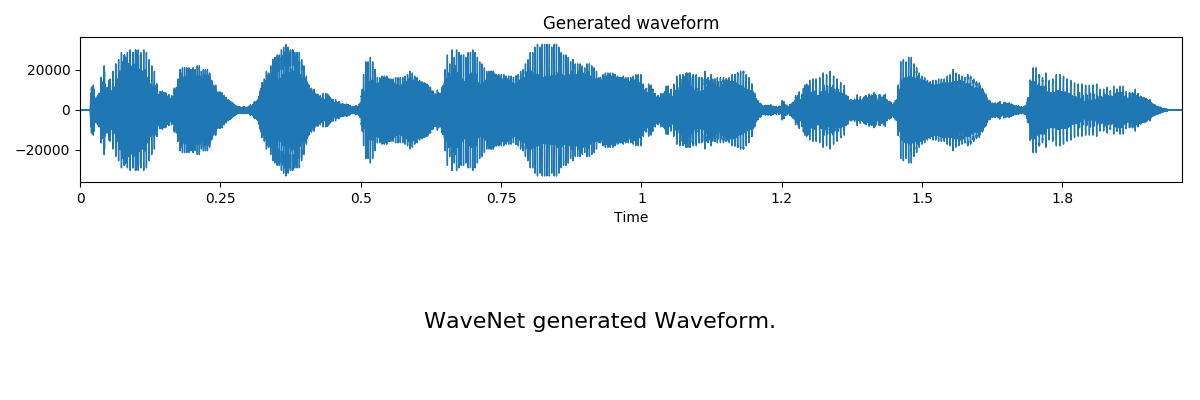 Generated waveform
20000
0
−20000
0 0.25 0.5 0.75 1 1.2 1.5 1.8
Time
WaveNet generated Waveform.